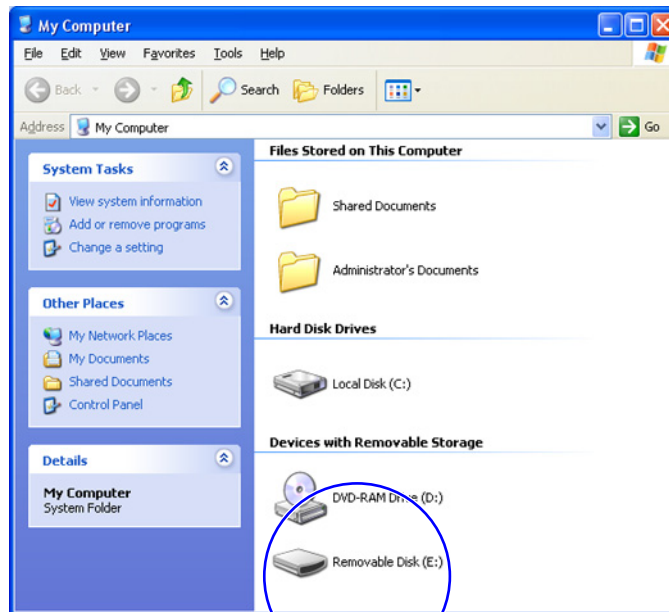 My Computer
File Edit View Favorites Tools Help
Back Search Folders
Address My Computer Go
System Tasks
View system information
Add or remove programs
Change a setting
Other Places
My Network Places
My Documents
Shared Documents
Control Panel
Details
My Computer
System Folder
Files Stored on This Computer
Shared Documents
Administrator's Documents
Hard Disk Drives
Local Disk (C:)
Devices with Removable Storage
DVD-RAM Drive (D:)
Removable Disk (E:)